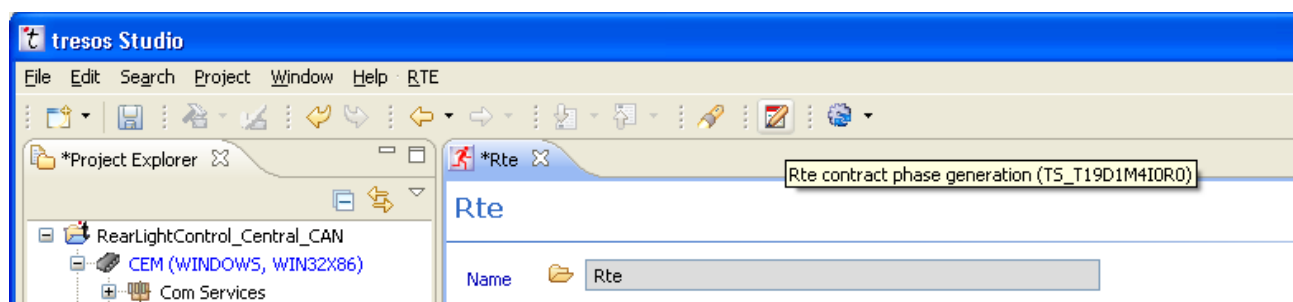 tresos Studio
File Edit Search Project Window Help RTE
*Project Explorer
*Rte
Rte contract phase generation (TS_T19D1M4I0R0)
Rte
RearLightControl_Central_CAN
CEM (WINDOWS, WIN32X86)
Name Rte
Com Services